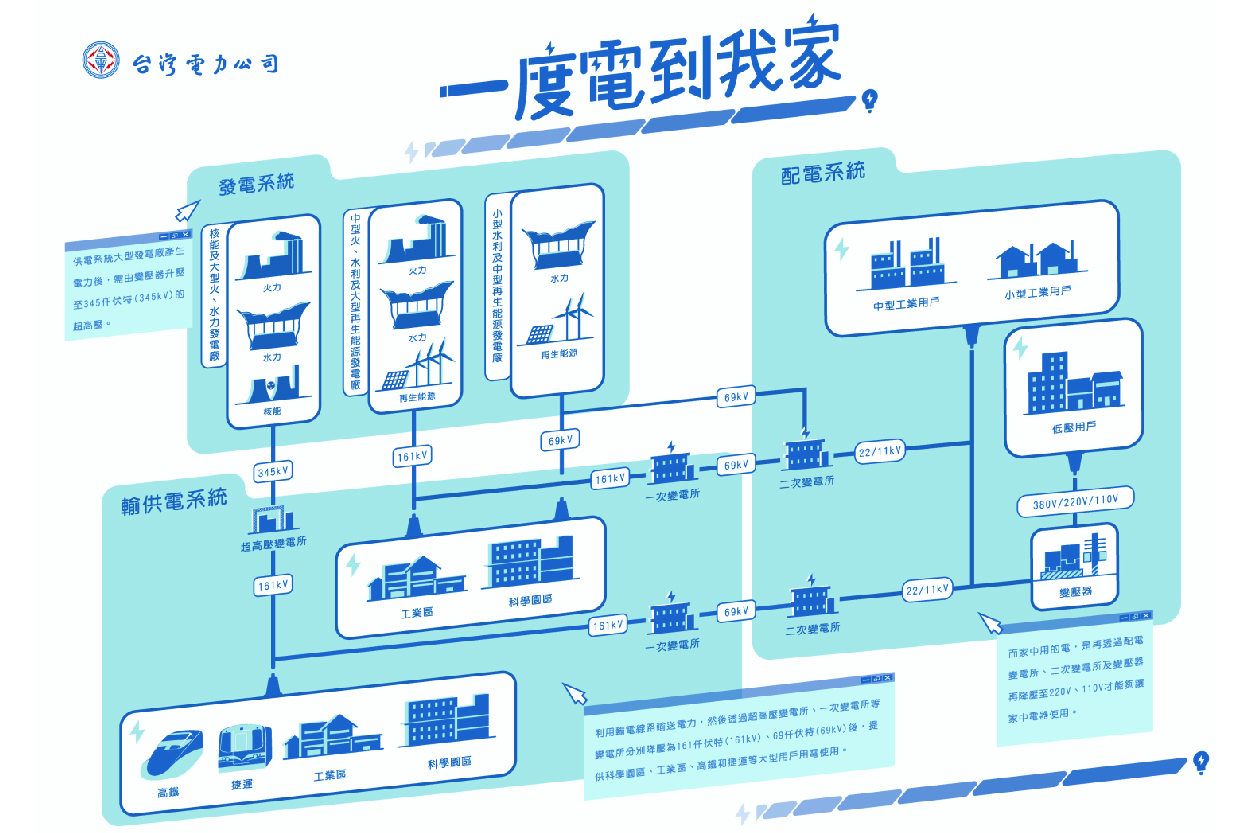 台灣電力公司
一度電到我家
發電系統
供電系統大型發電廠產生
電力後，需由變壓器升壓
至345仟伏特(345kV)的
超高壓。
核能及大型火、水力發電廠
火力
水力
核能
中型火、水利及大型再生能源發電廠
火力
水力
再生能源
小型水利及中型再生能源發電廠
水力
再生能源
345kV
161kV
69kV
69kV
輸供電系統
超高壓變電所
161kV
161kV
一次變電所
69kV
二次變電所
22/11kV
工業區
科學園區
161kV
一次變電所
69kV
二次變電所
22/11kV
高鐵
捷運
工業區
科學園區
利用輸電線路輸送電力，然後透過超高壓變電所、一次變電所等
變電所分別降壓為161仟伏特(161kV)、69仟伏特(69kV)後，提
供科學園區、工業區、高鐵和捷運等大型用戶用電使用。
配電系統
中型工業用戶
小型工業用戶
低壓用戶
380V/220V/110V
變壓器
而家中用的電，是再透過配電
變電所、二次變電所及變壓器
再降壓至220V、110V才能夠讓
家中電器使用。